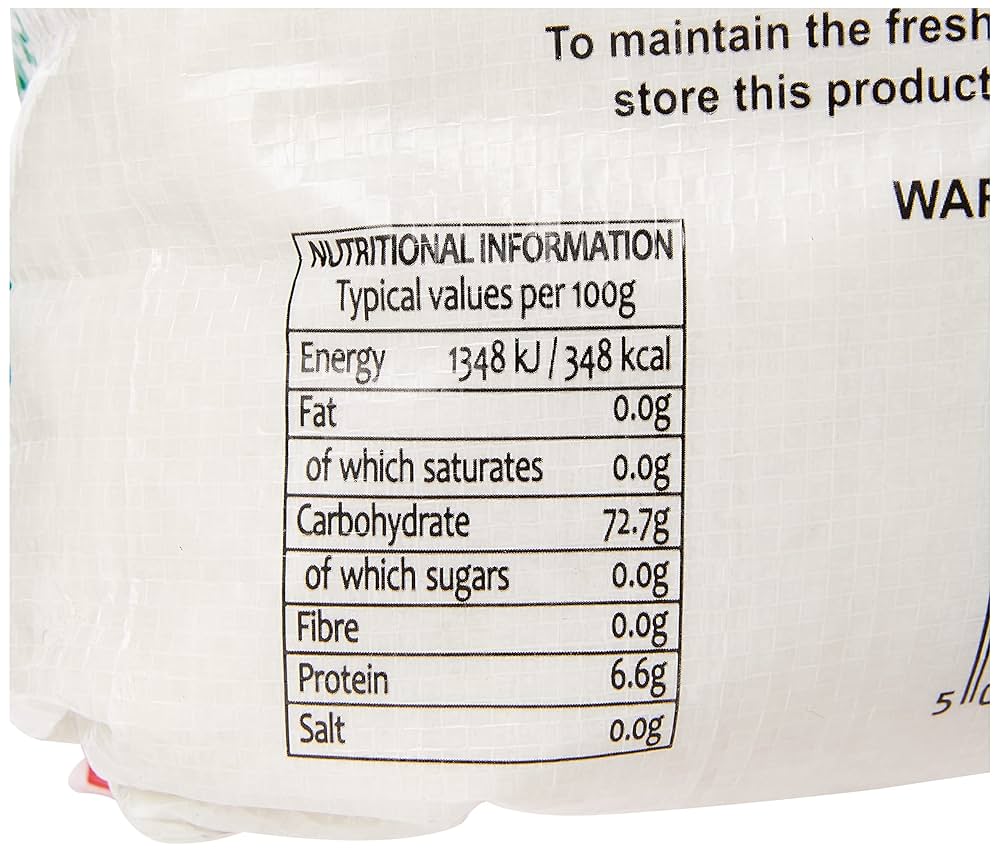 To maintain the fresh
store this product
NUTRITIONAL INFORMATION
Typical values per 100g
Energy 1348 kJ / 348 kcal
Fat 0.0g
of which saturates 0.0g
Carbohydrate 72.7g
of which sugars 0.0g
Fibre 0.0g
Protein 6.6g
Salt 0.0g
5